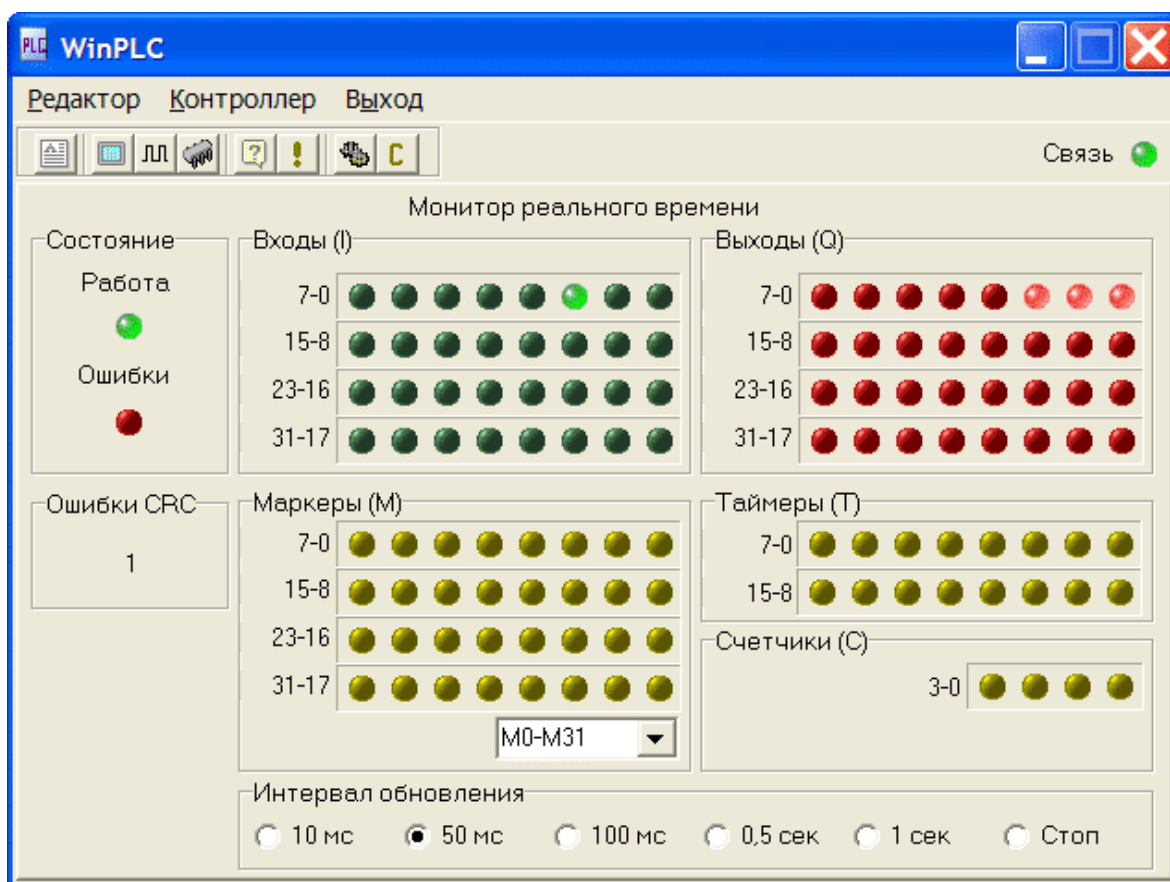 PLC WinPLC
Редактор Контроллер Выход
C Связь
Монитор реального времени
Состояние
Работа
Ошибки
Входы (I)
7-0
15-8
23-16
31-17
Выходы (Q)
7-0
15-8
23-16
31-17
Ошибки CRC
1
Маркеры (M)
7-0
15-8
23-16
31-17
M0-M31
Таймеры (T)
7-0
15-8
Счетчики (C)
3-0
Интервал обновления
10 мс 50 мс 100 мс 0,5 сек 1 сек Стоп